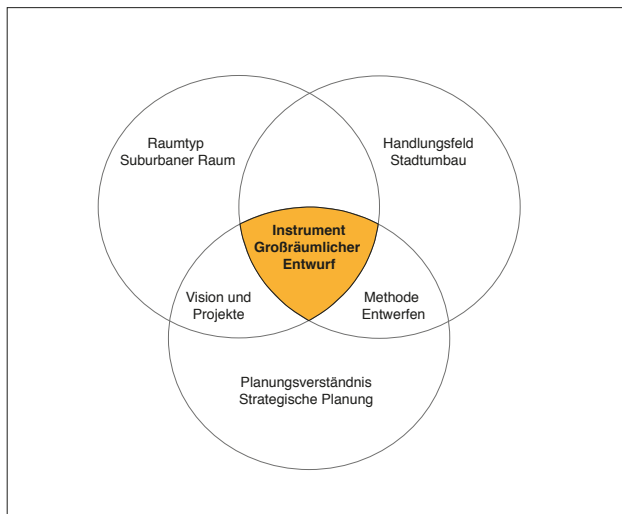 Raumtyp
Suburbaner Raum
Handlungsfeld
Stadtumbau
Instrument
Großräumlicher
Entwurf
Vision und
Projekte
Methode
Entwerfen
Planungsverständnis
Strategische Planung